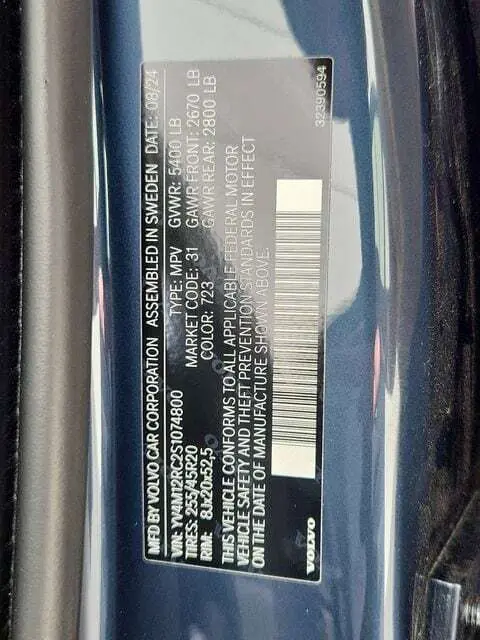 MFD BY VOLVO CAR CORPORATION ASSEMBLED IN SWEDEN DATE: 08/24
VIN: YV4M12RC2S1074800 TYPE: MPV GVWR: 5400 LB
TIRES: 255/45R20 MARKET CODE: 31 GAWR FRONT: 2670 LB
RIM: 8Jx20x52,5 COLOR: 723 GAWR REAR: 2800 LB
THIS VEHICLE CONFORMS TO ALL APPLICABLE FEDERAL MOTOR
VEHICLE SAFETY AND THEFT PREVENTION STANDARDS IN EFFECT
ON THE DATE OF MANUFACTURE SHOWN ABOVE.
VOLVO
32390594